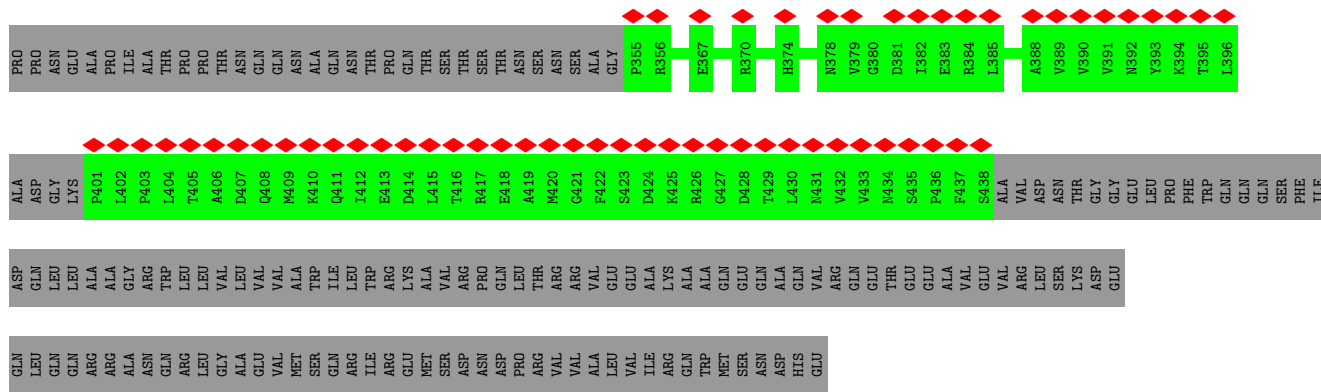 PRO PRO ASN GLU ALA PRO ILE ALA THR PRO PRO THR ASN GLN GLN ASN ALA GLN ASN THR PRO GLN THR SER THR SER THR ASN SER ASN SER ALA GLY P355 R356 E367 R370 H374 N378 V379 G380 D381 I382 E383 R384 L385 A388 V389 V390 V391 N392 Y393 K394 T395 L396
ALA ASP GLY LYS P401 L402 P403 L404 T405 A406 D407 Q408 M409 K410 Q411 I412 E413 D414 L415 T416 R417 E418 A419 M420 G421 F422 S423 D424 K425 R426 G427 D428 T429 L430 N431 V432 V433 N434 S435 P436 F437 S438 ALA VAL ASP ASN THR GLY GLY GLU LEU PRO PHE TRP GLN GLN GLN SER PHE ILE
ASP GLN LEU LEU ALA ALA GLY ARG TRP LEU LEU VAL LEU VAL VAL ALA TRP ILE LEU TRP ARG LYS ALA VAL ARG PRO GLN LEU THR ARG ARG VAL GLU GLU ALA LYS ALA ALA GLN GLU GLN ALA GLN VAL ARG GLN GLU THR GLU GLU ALA VAL GLU VAL ARG LEU SER LYS ASP GLU
GLN LEU GLN GLN ARG ARG ALA ASN GLN ARG LEU GLY ALA GLU VAL MET SER GLN ARG ILE ARG GLU MET SER ASP ASN ASP PRO ARG VAL VAL ALA LEU VAL ILE ARG GLN TRP MET SER ASN ASP HIS GLU